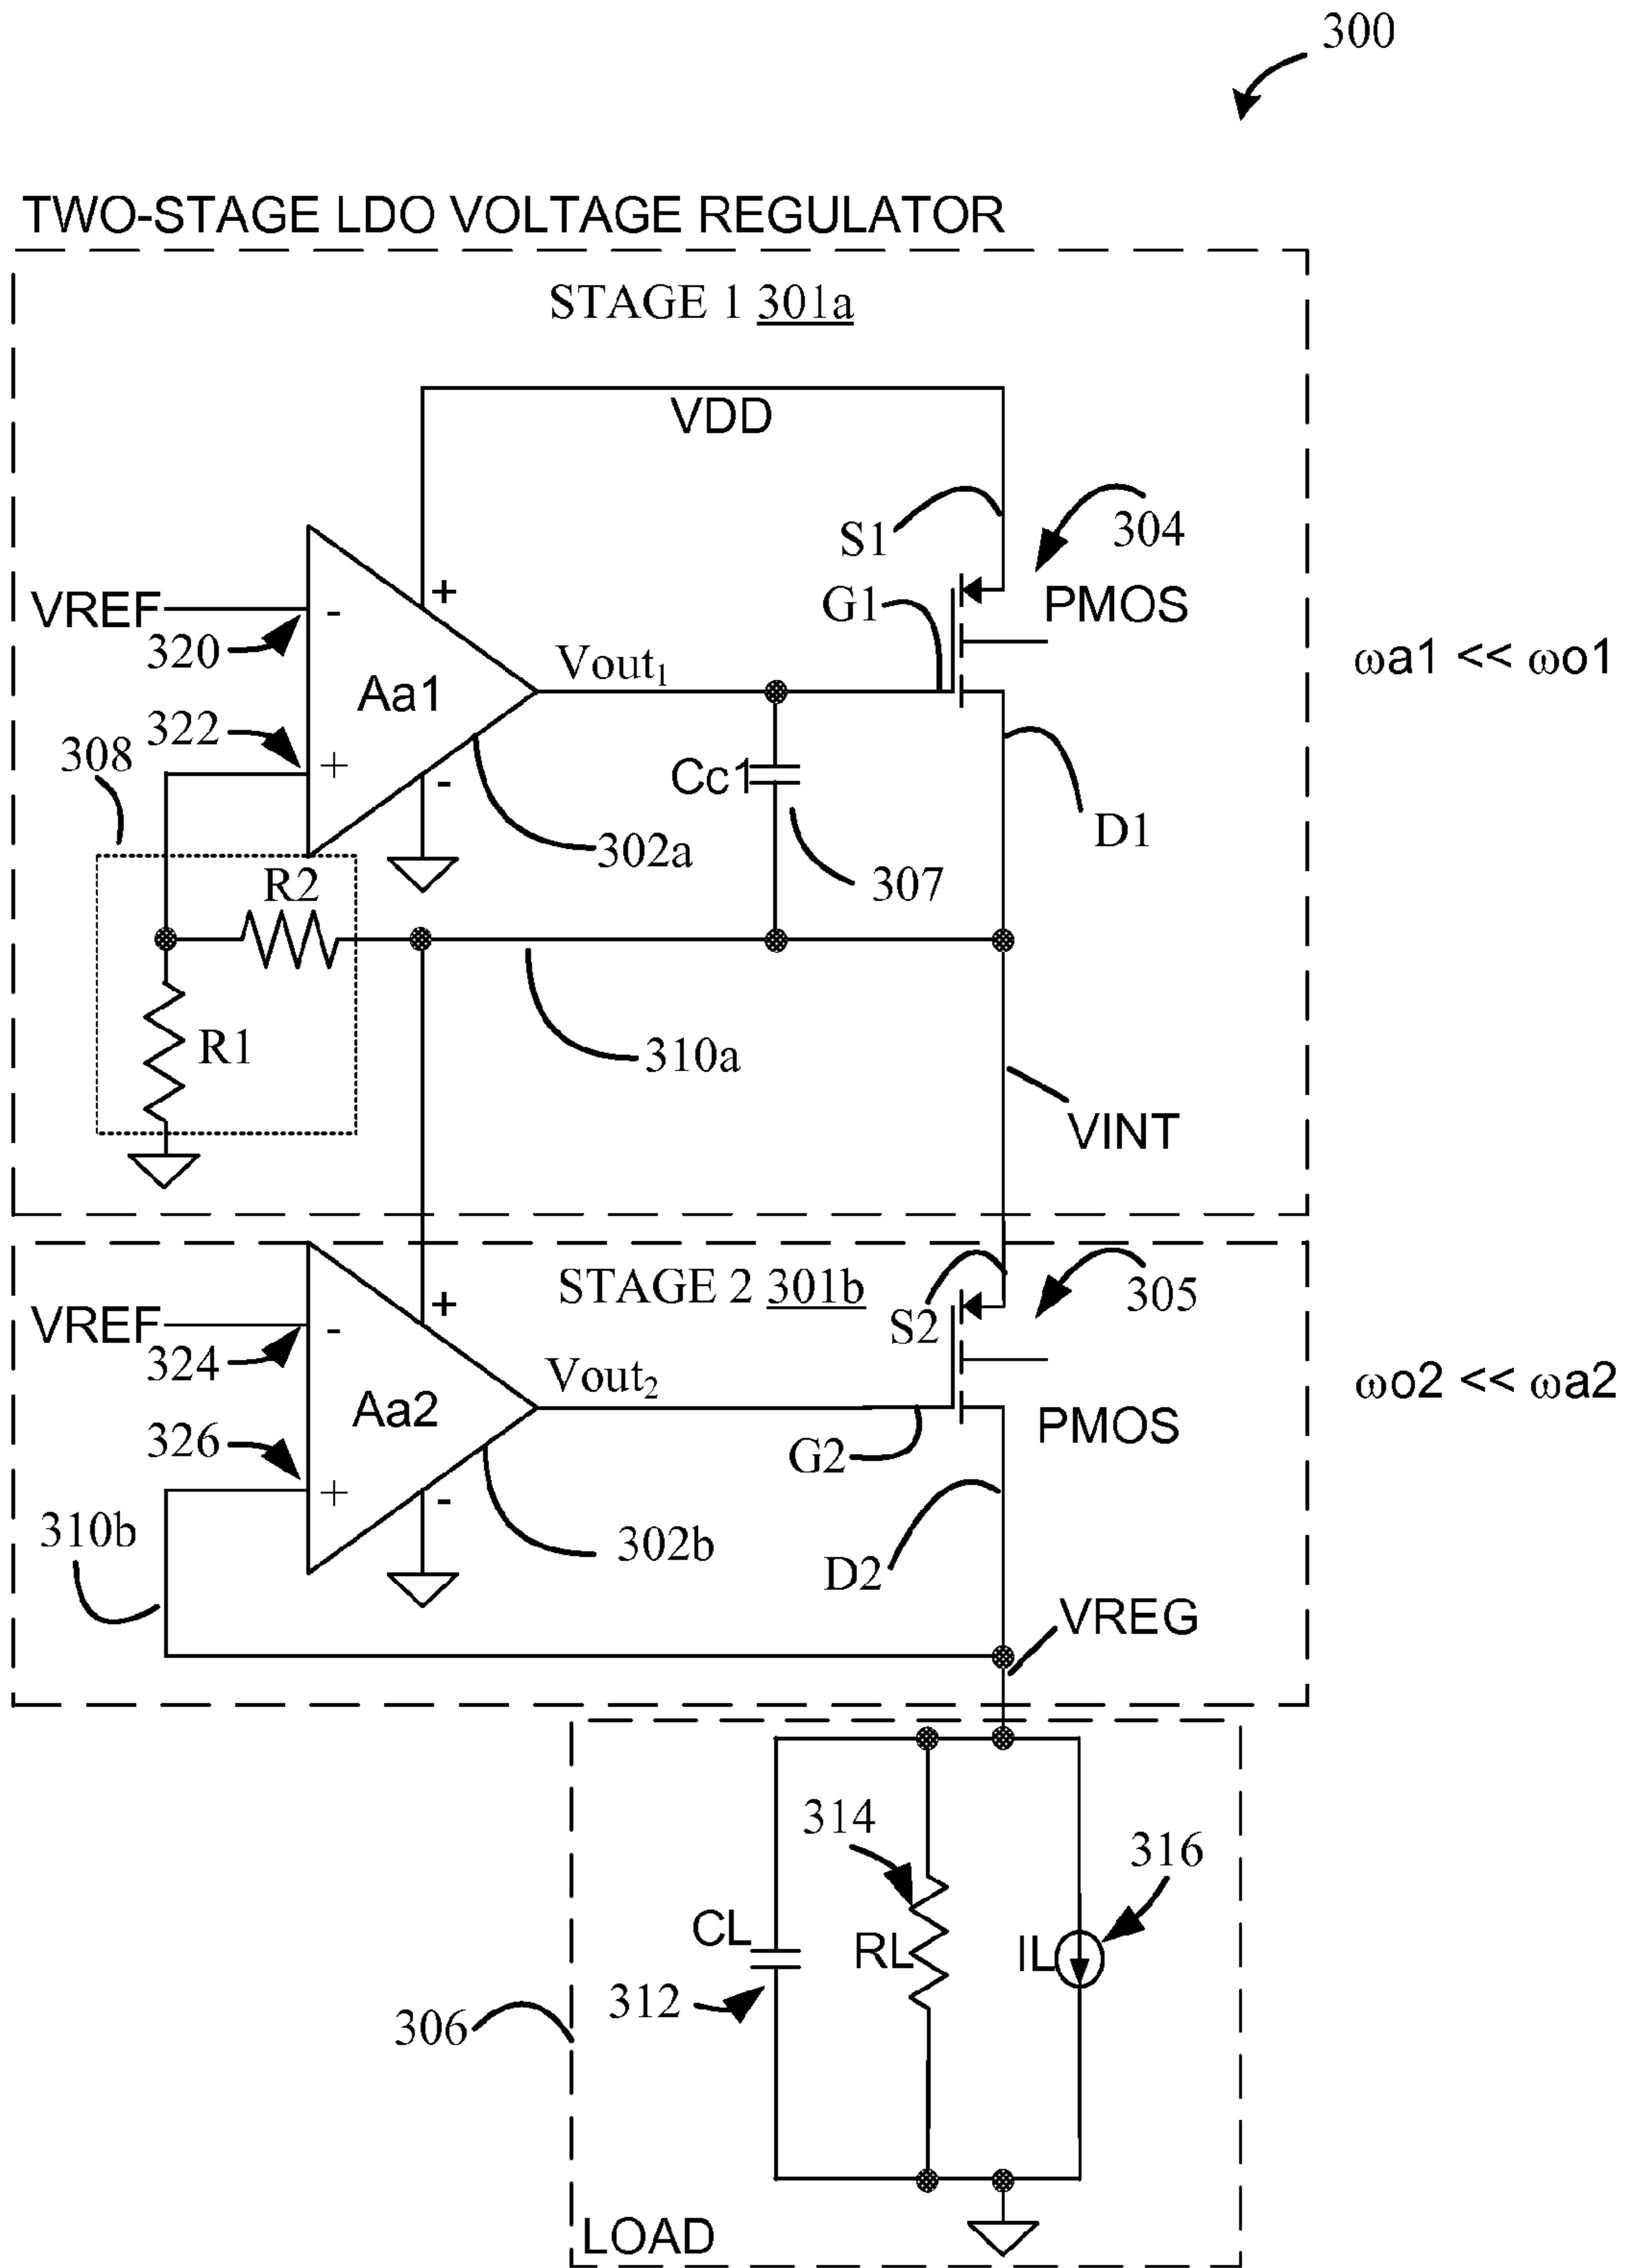 300
TWO-STAGE LDO VOLTAGE REGULATOR
STAGE 1 301a
VDD
S1
304
G1
PMOS
VREF
-
+
320
Vout1
ωa1 << ωo1
Aa1
322
308
+
-
Cc1
D1
302a
307
R2
R1
310a
VINT
STAGE 2 301b
+
S2
305
VREF
-
324
Vout2
ωo2 << ωa2
Aa2
PMOS
326
G2
+
-
310b
302b
D2
VREG
314
316
CL
RL
IL
312
306
LOAD